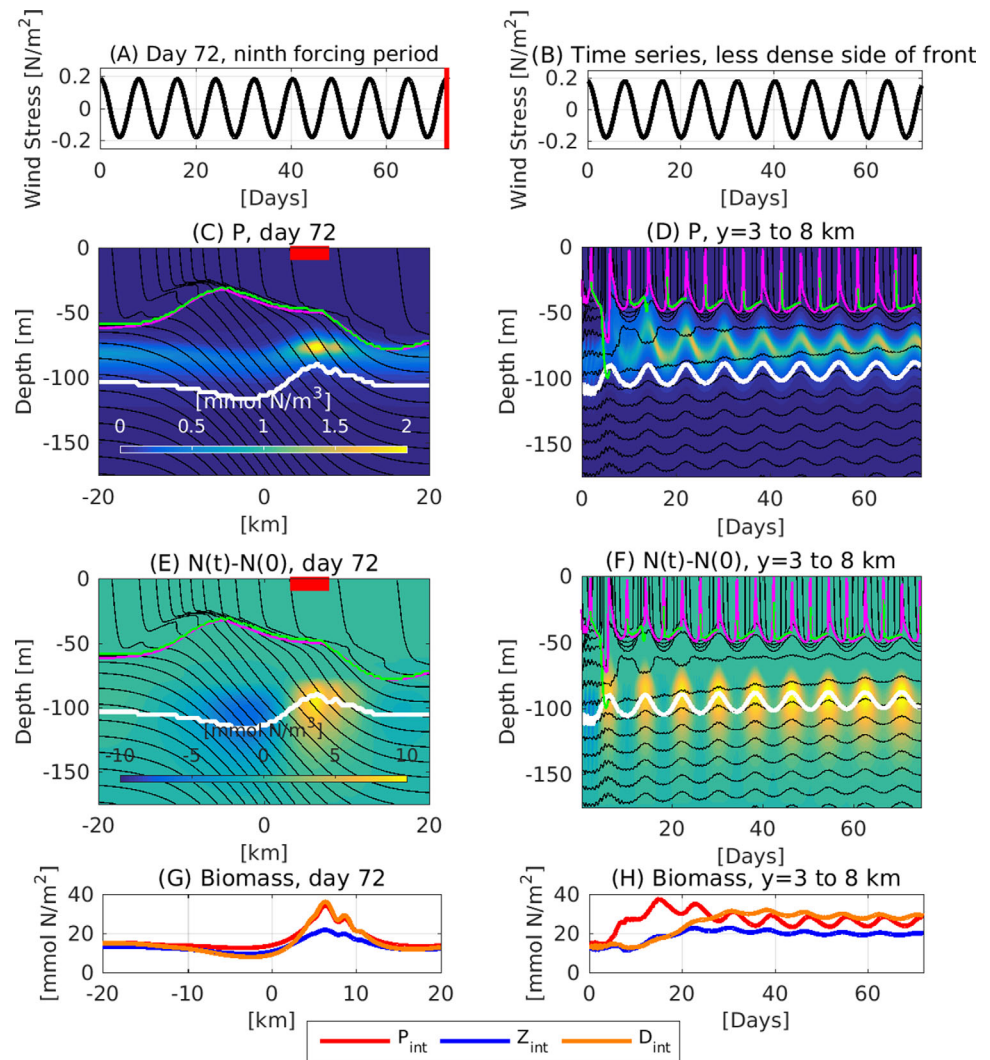 (A) Day 72, ninth forcing period
Wind Stress [N/m²]
0.2
0
-0.2
0 20 40 60
[Days]
(B) Time series, less dense side of front
Wind Stress [N/m²]
0.2
0
-0.2
0 20 40 60
[Days]
(C) P, day 72
Depth [m]
0
-50
-100
-150
[mmol N/m³]
0 0.5 1 1.5 2
-20 0 20
[km]
(D) P, y=3 to 8 km
Depth [m]
0
-50
-100
-150
0 20 40 60
[Days]
(E) N(t)-N(0), day 72
Depth [m]
0
-50
-100
-150
[mmol N/m³]
-10 -5 0 5 10
-20 0 20
[km]
(F) N(t)-N(0), y=3 to 8 km
Depth [m]
0
-50
-100
-150
20 40 60
[Days]
(G) Biomass, day 72
[mmol N/m²]
40
20
0
-20 -10 0 10 20
[km]
(H) Biomass, y=3 to 8 km
[mmol N/m²]
40
20
0
0 20 40 60
[Days]
P_int Z_int D_int